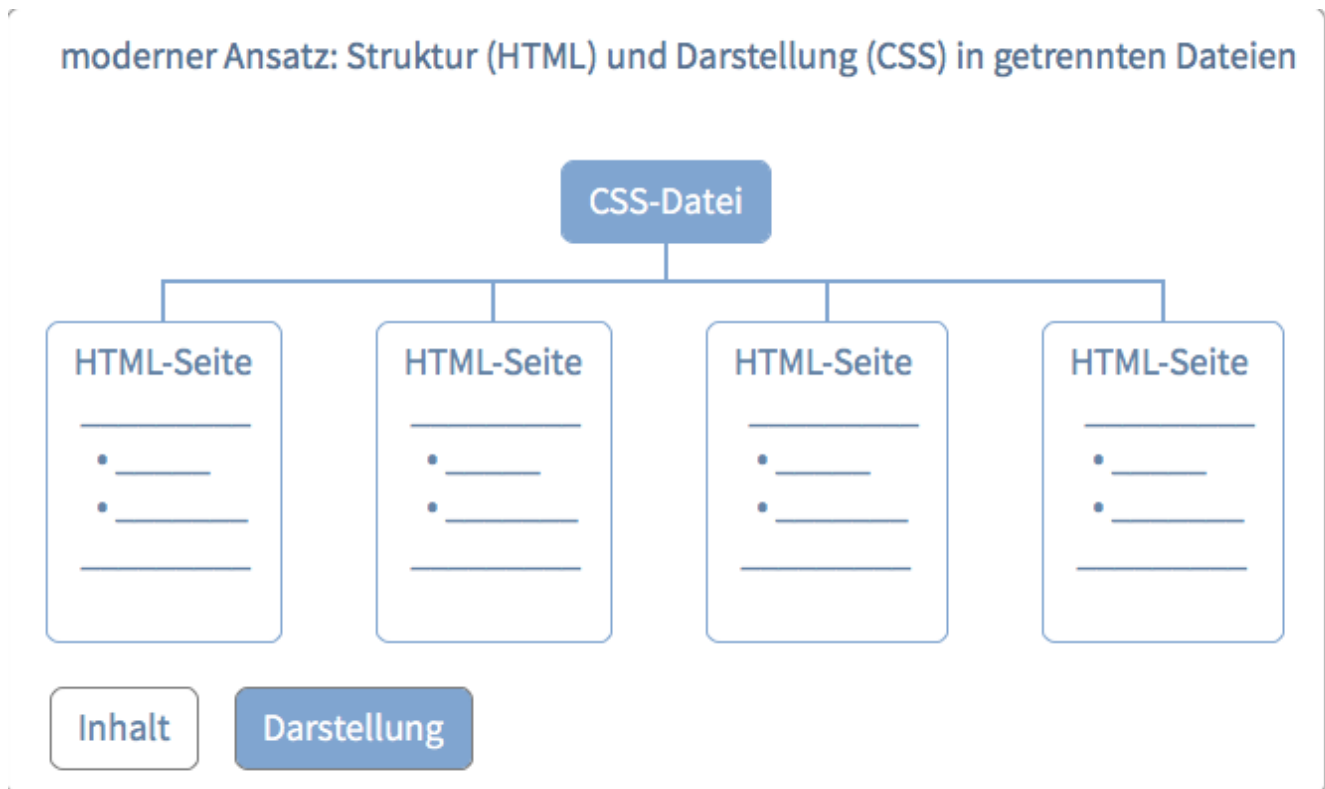 moderner Ansatz: Struktur (HTML) und Darstellung (CSS) in getrennten Dateien
CSS-Datei
HTML-Seite
HTML-Seite
HTML-Seite
HTML-Seite
Inhalt
Darstellung